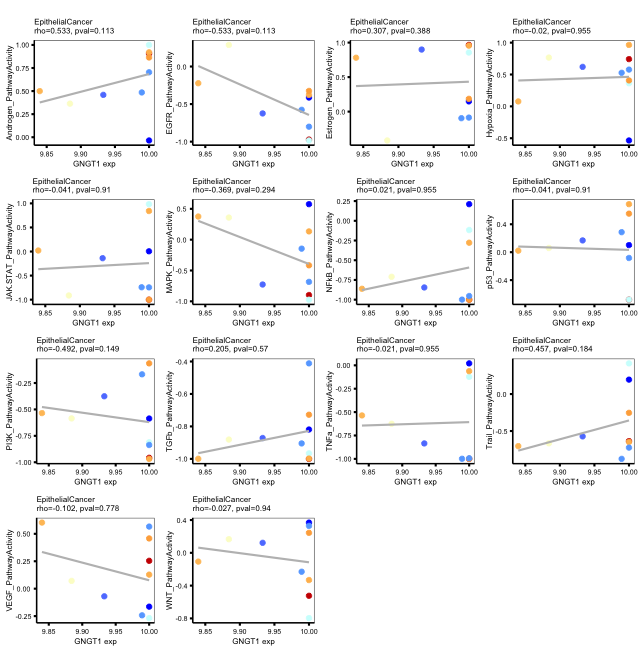 EpithelialCancer
rho=0.533, pval=0.113
Androgen_PathwayActivity
1.00
0.75
0.50
0.25
0.00
9.85 9.90 9.95 10.00
GNGT1 exp
EpithelialCancer
rho=-0.533, pval=0.113
EGFR_PathwayActivity
0.0
-0.5
-1.0
9.85 9.90 9.95 10.00
GNGT1 exp
EpithelialCancer
rho=0.307, pval=0.388
Estrogen_PathwayActivity
1.0
0.5
0.0
9.85 9.90 9.95 10.00
GNGT1 exp
EpithelialCancer
rho=-0.02, pval=0.955
Hypoxia_PathwayActivity
1.0
0.5
0.0
-0.5
9.85 9.90 9.95 10.00
GNGT1 exp
EpithelialCancer
rho=-0.041, pval=0.91
JAK-STAT_PathwayActivity
1.0
0.5
0.0
-0.5
-1.0
9.85 9.90 9.95 10.00
GNGT1 exp
EpithelialCancer
rho=-0.369, pval=0.294
MAPK_PathwayActivity
0.5
0.0
-0.5
-1.0
9.85 9.90 9.95 10.00
GNGT1 exp
EpithelialCancer
rho=0.021, pval=0.955
NFkB_PathwayActivity
0.25
0.00
-0.25
-0.50
-0.75
-1.00
9.85 9.90 9.95 10.00
GNGT1 exp
EpithelialCancer
rho=-0.041, pval=0.91
p53_PathwayActivity
0.4
0.0
-0.4
9.85 9.90 9.95 10.00
GNGT1 exp
EpithelialCancer
rho=-0.492, pval=0.149
PI3K_PathwayActivity
-0.25
-0.50
-0.75
-1.00
9.85 9.90 9.95 10.00
GNGT1 exp
EpithelialCancer
rho=0.205, pval=0.57
TGFb_PathwayActivity
-0.4
-0.6
-0.8
-1.0
9.85 9.90 9.95 10.00
GNGT1 exp
EpithelialCancer
rho=-0.021, pval=0.955
TNFa_PathwayActivity
0.00
-0.25
-0.50
-0.75
-1.00
9.85 9.90 9.95 10.00
GNGT1 exp
EpithelialCancer
rho=0.457, pval=0.184
Trail_PathwayActivity
0.0
-0.5
9.85 9.90 9.95 10.00
GNGT1 exp
EpithelialCancer
rho=-0.102, pval=0.778
VEGF_PathwayActivity
0.50
0.25
0.00
-0.25
9.85 9.90 9.95 10.00
GNGT1 exp
EpithelialCancer
rho=-0.027, pval=0.94
WNT_PathwayActivity
0.4
0.0
-0.4
-0.8
9.85 9.90 9.95 10.00
GNGT1 exp